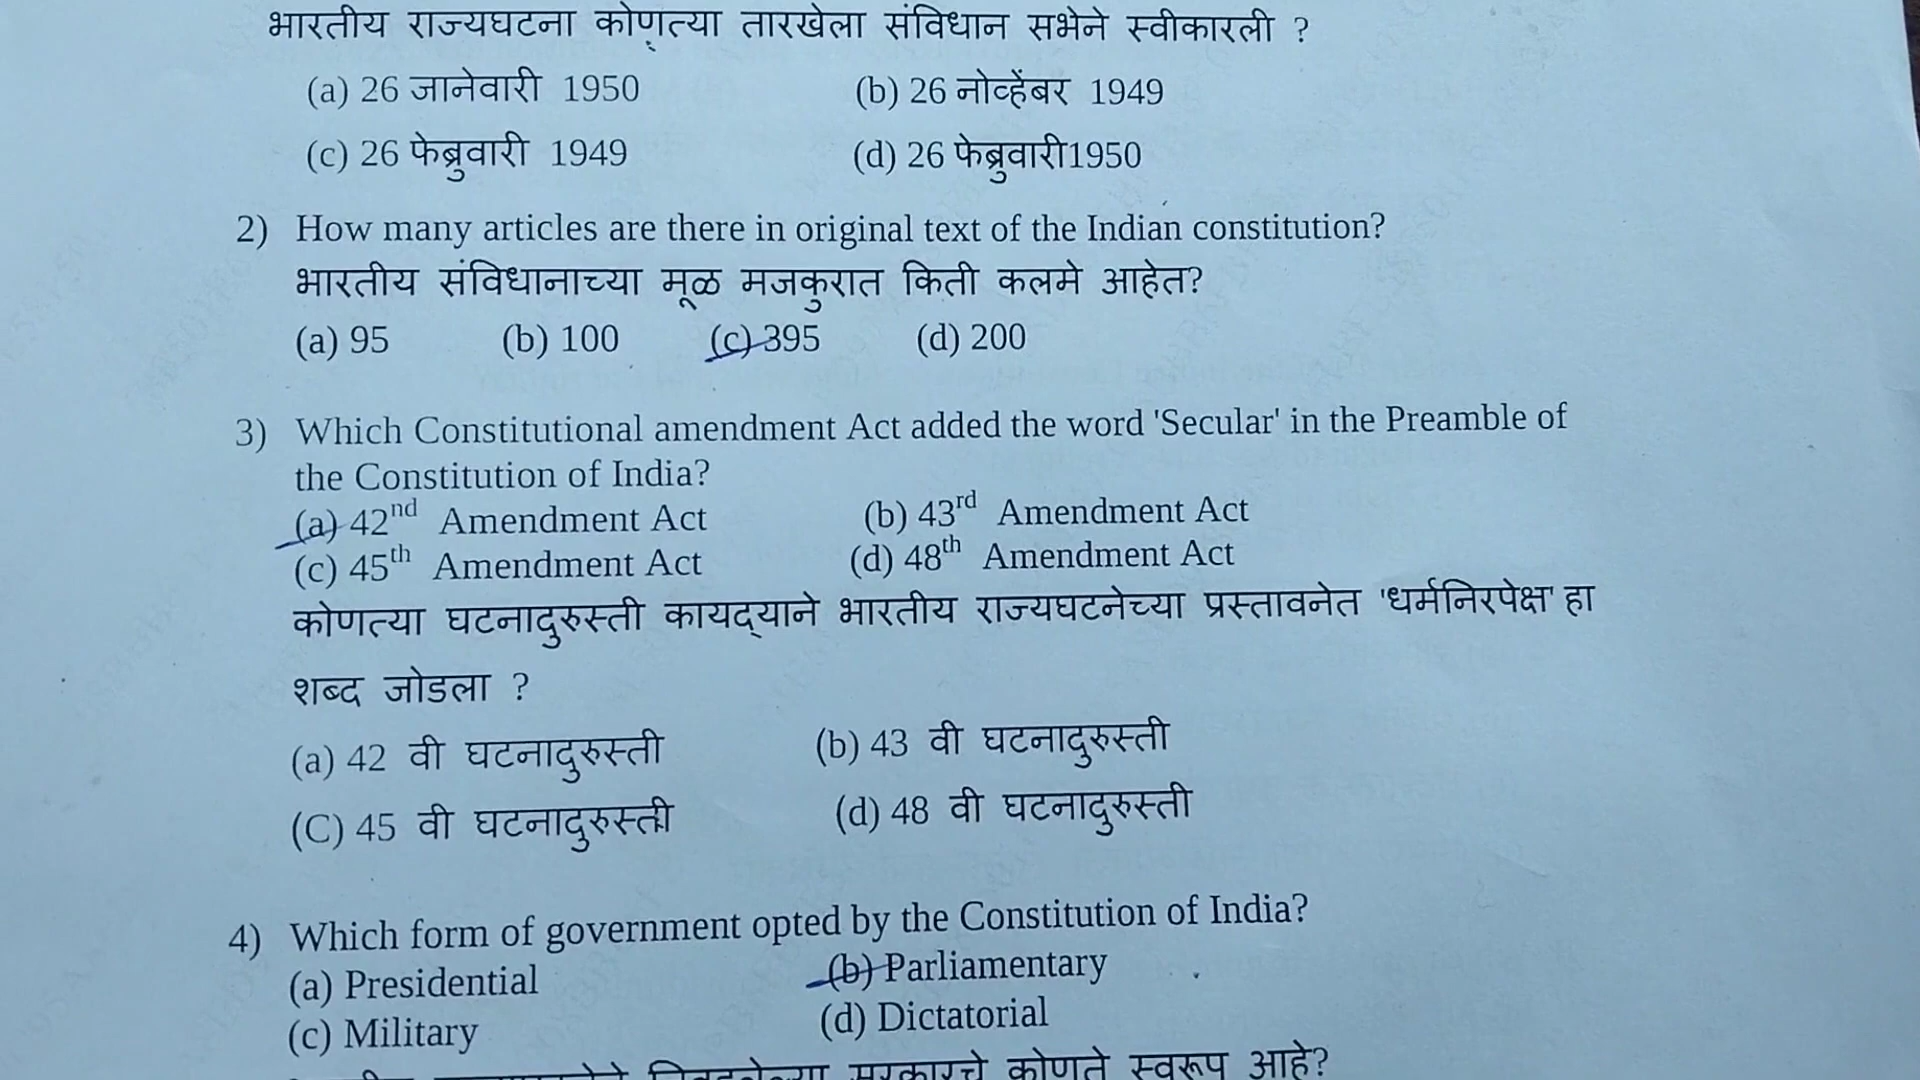 भारतीय राज्यघटना कोणत्या तारखेला संविधान सभेने स्वीकारली ?
(a) 26 जानेवारी 1950 (b) 26 नोव्हेंबर 1949
(c) 26 फेब्रुवारी 1949 (d) 26 फेब्रुवारी1950
2) How many articles are there in original text of the Indian constitution?
भारतीय संविधानाच्या मूळ मजकुरात किती कलमे आहेत?
(a) 95 (b) 100 (c) 395 (d) 200
3) Which Constitutional amendment Act added the word 'Secular' in the Preamble of
the Constitution of India?
(a) 42nd Amendment Act (b) 43rd Amendment Act
(c) 45th Amendment Act (d) 48th Amendment Act
कोणत्या घटनादुरुस्ती कायद्याने भारतीय राज्यघटनेच्या प्रस्तावनेत 'धर्मनिरपेक्ष' हा
शब्द जोडला ?
(a) 42 वी घटनादुरुस्ती (b) 43 वी घटनादुरुस्ती
(C) 45 वी घटनादुरुस्ती (d) 48 वी घटनादुरुस्ती
4) Which form of government opted by the Constitution of India?
(a) Presidential (b) Parliamentary
(c) Military (d) Dictatorial
सरकारचे कोणते स्वरूप आहे?